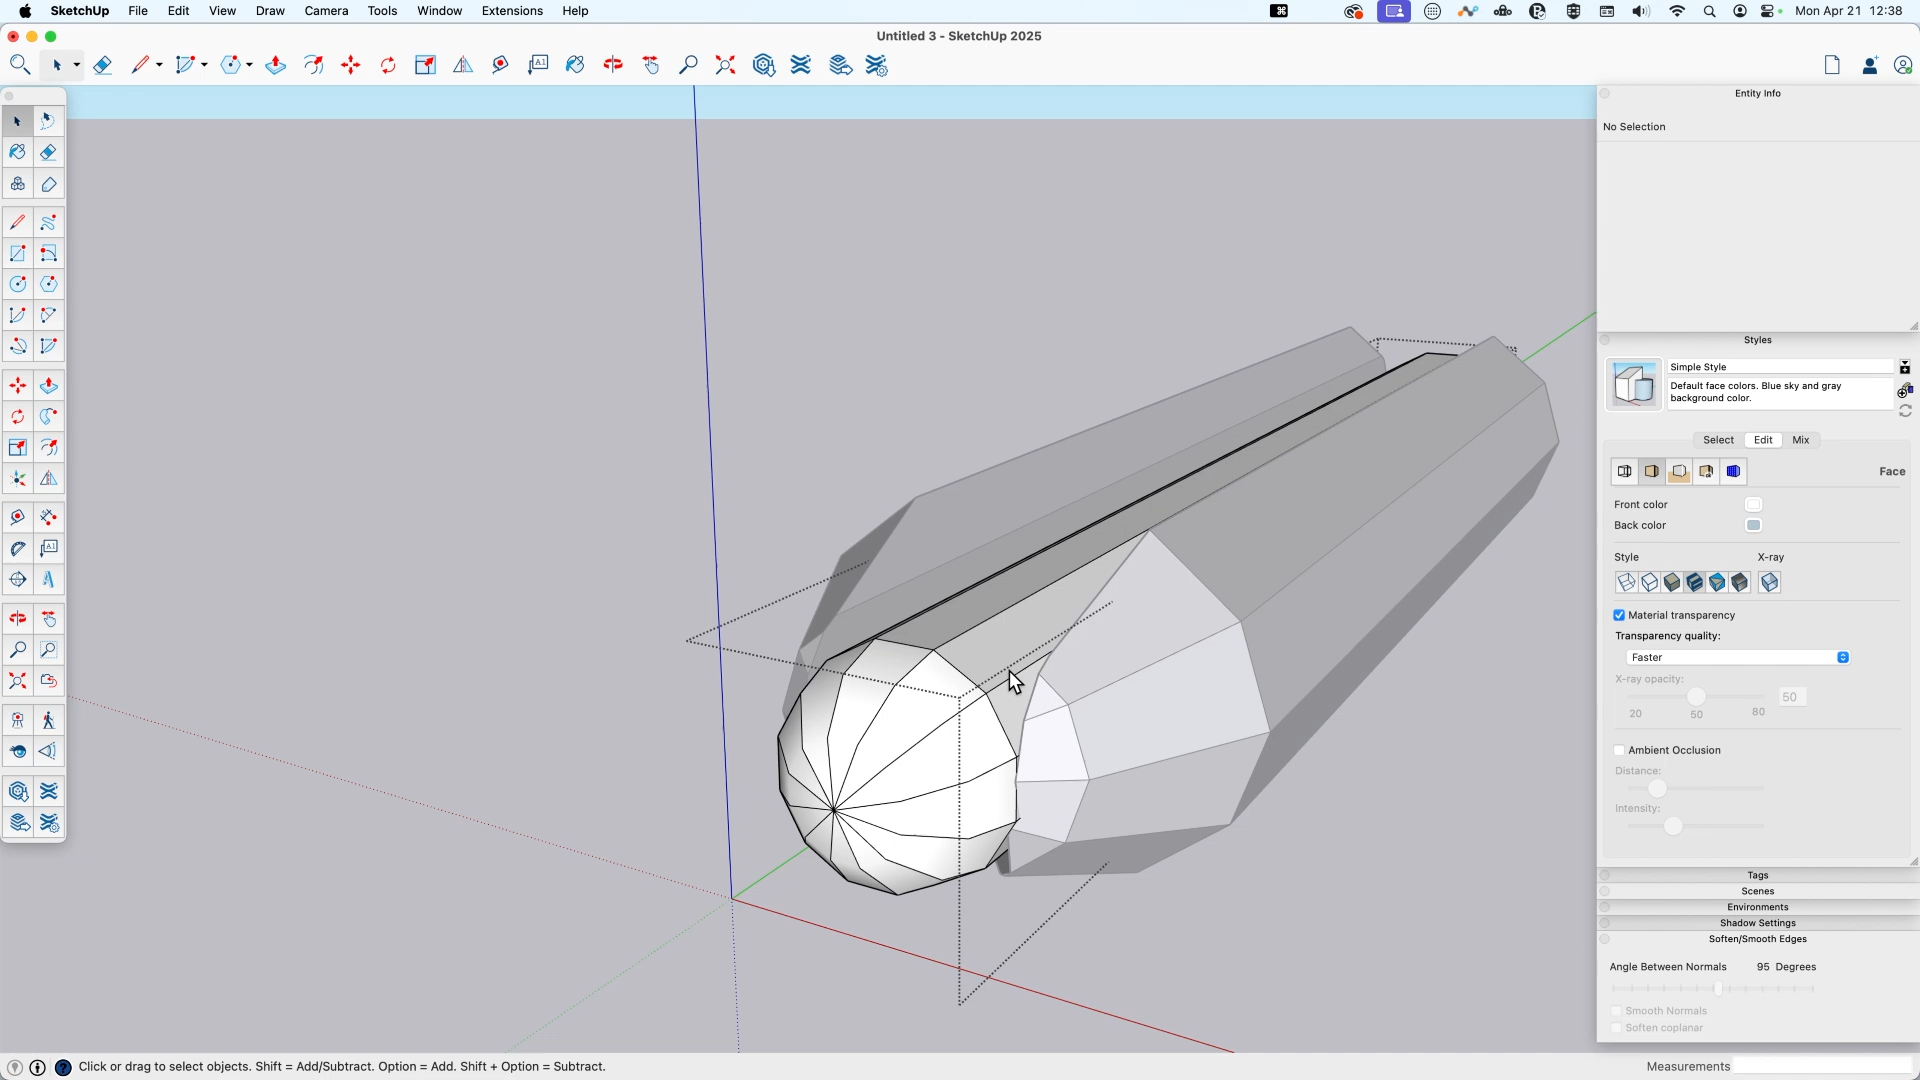 SketchUp File Edit View Draw Camera Tools Window Extensions Help Mon Apr 21 12:38
Untitled 3 - SketchUp 2025
Entity Info
No Selection
Styles
Simple Style
Default face colors. Blue sky and gray
background color.
Select Edit Mix
Face
Front color
Back color
Style X-ray
Material transparency
Transparency quality:
Faster
X-ray opacity:
50
20 50 80
Ambient Occlusion
Distance:
Intensity:
Tags
Scenes
Environments
Shadow Settings
Soften/Smooth Edges
Angle Between Normals 95 Degrees
Smooth Normals
Soften coplanar
Click or drag to select objects. Shift = Add/Subtract. Option = Add. Shift + Option = Subtract. Measurements